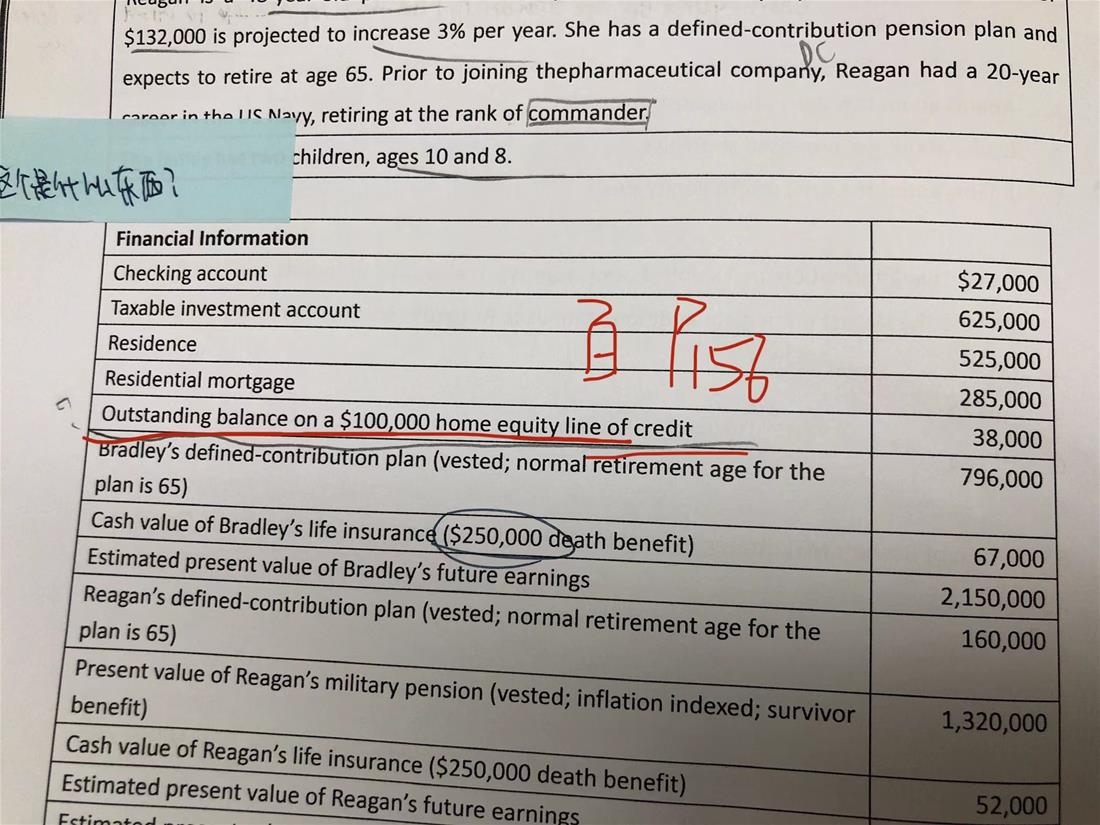 $132,000 is projected to increase 3% per year. She has a defined-contribution pension plan and
DC
expects to retire at age 65. Prior to joining thepharmaceutical company, Reagan had a 20-year
career in the US Navy, retiring at the rank of commander.
children, ages 10 and 8.
这个是什么东西?
Financial Information
Checking account $27,000
Taxable investment account 625,000
Residence 525,000
Residential mortgage 285,000
P156
Outstanding balance on a $100,000 home equity line of credit 38,000
Bradley's defined-contribution plan (vested; normal retirement age for the 796,000
plan is 65)
Cash value of Bradley's life insurance ($250,000 death benefit) 67,000
Estimated present value of Bradley's future earnings 2,150,000
Reagan's defined-contribution plan (vested; normal retirement age for the 160,000
plan is 65)
Present value of Reagan's military pension (vested; inflation indexed; survivor 1,320,000
benefit)
Cash value of Reagan's life insurance ($250,000 death benefit) 52,000
Estimated present value of Reagan's future earnings